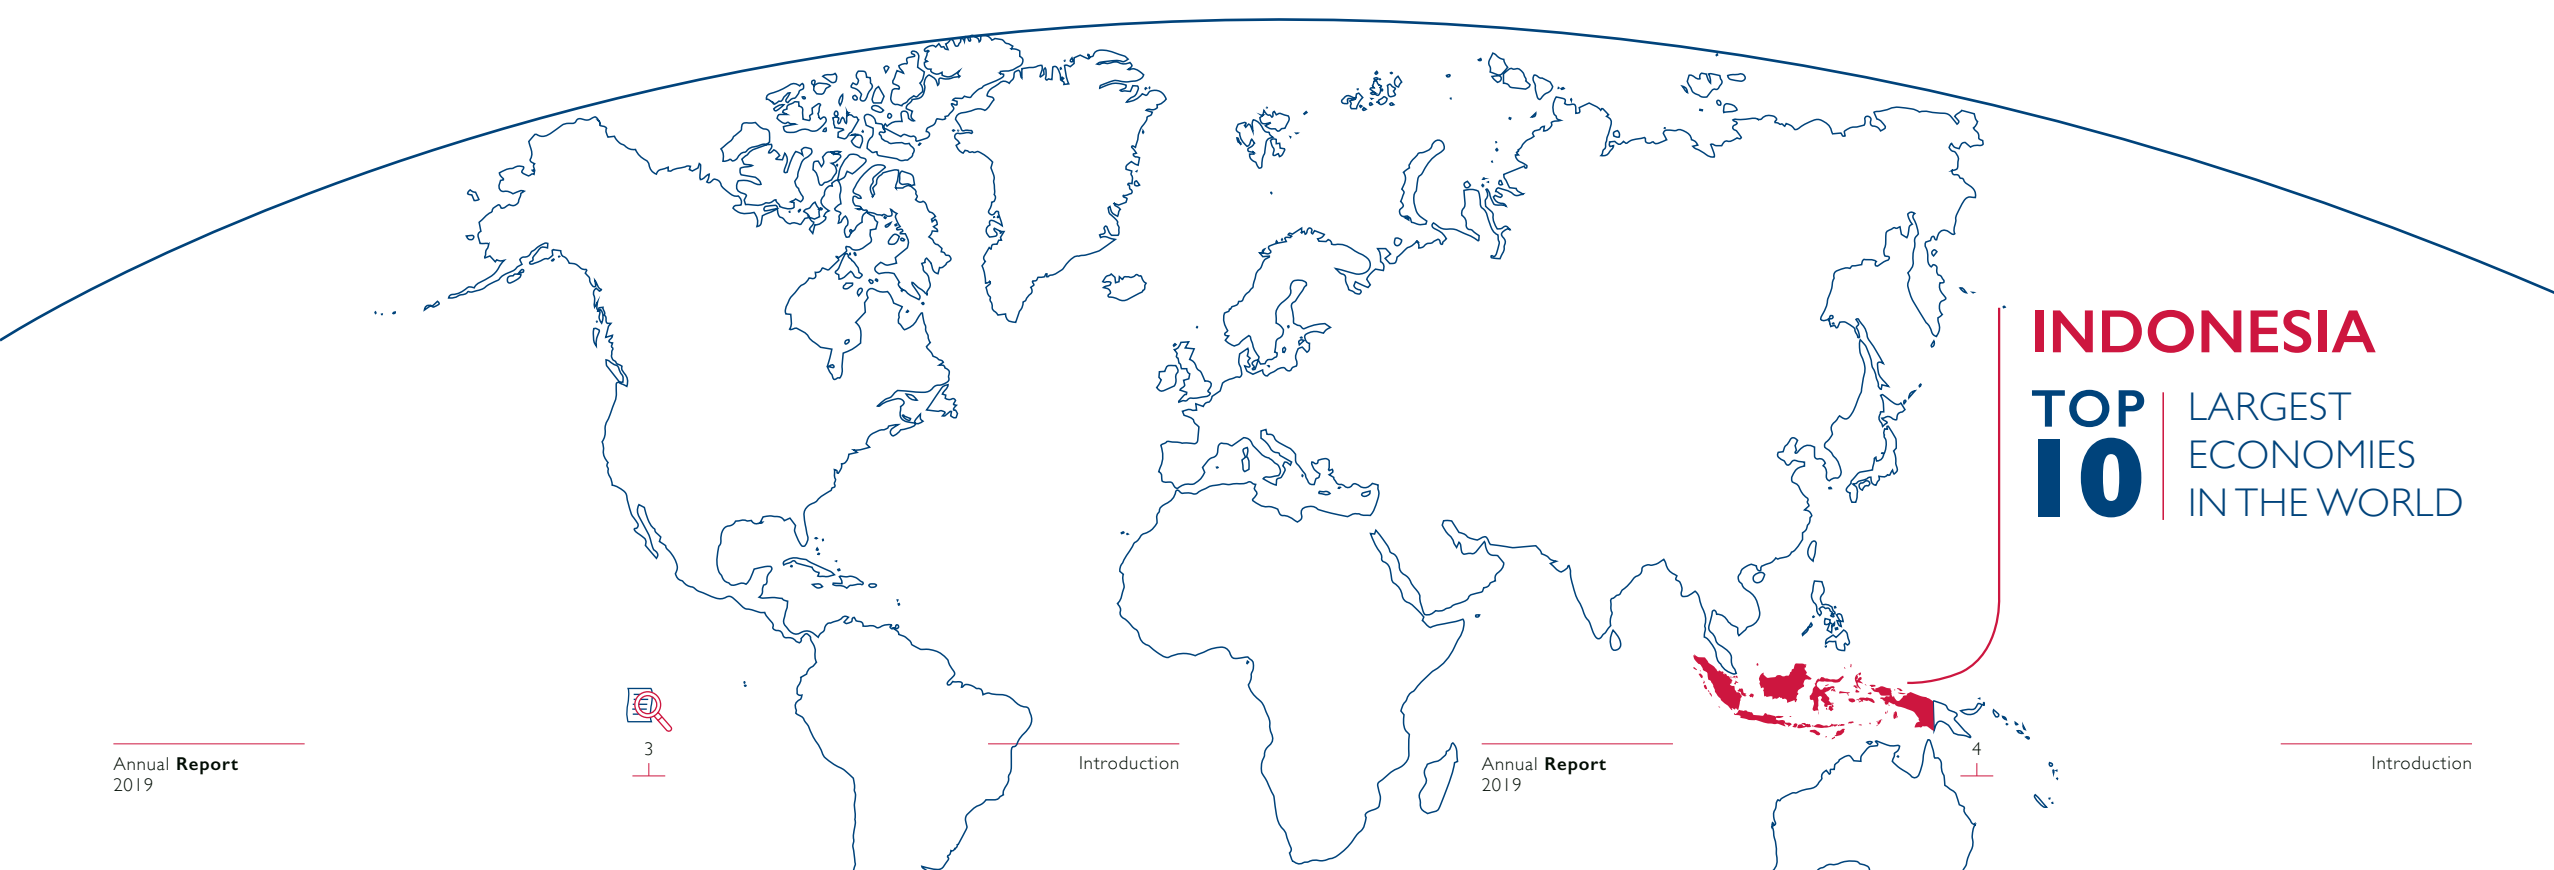 INDONESIA
TOP
10
LARGEST
ECONOMIES
IN THE WORLD
Annual Report
2019
3
Introduction
Annual Report
2019
4
Introduction